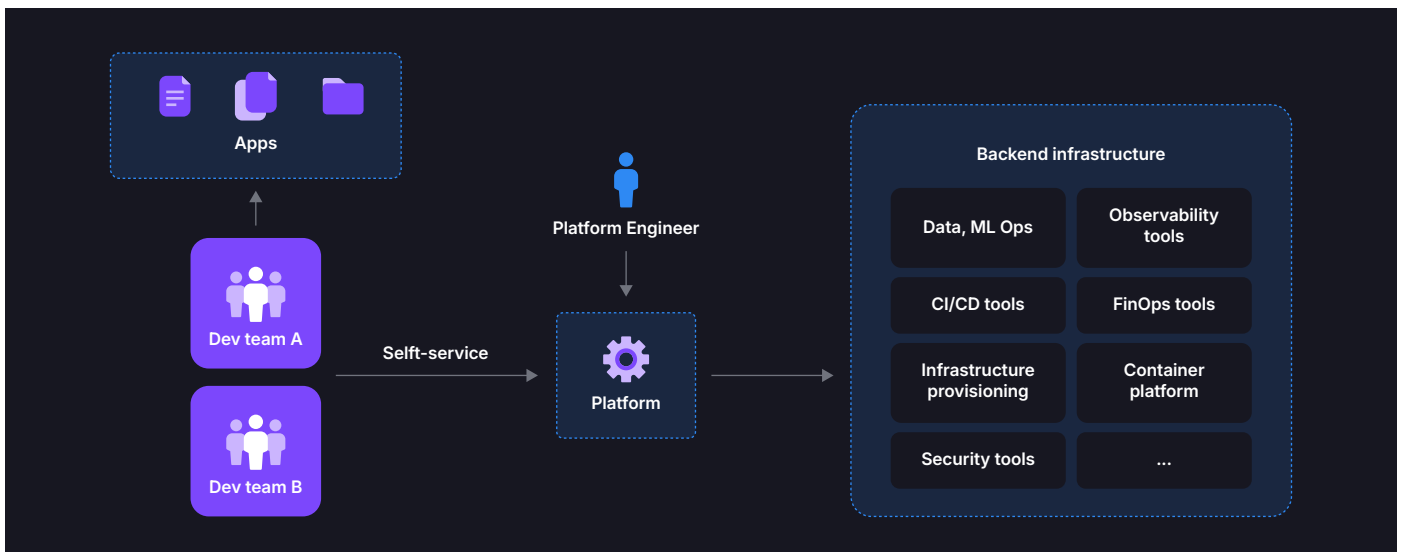 Apps
Dev team A
Dev team B
Selft-service
Platform Engineer
Platform
Backend infrastructure
Data, ML Ops
Observability
tools
CI/CD tools
FinOps tools
Infrastructure
provisioning
Container
platform
Security tools
...